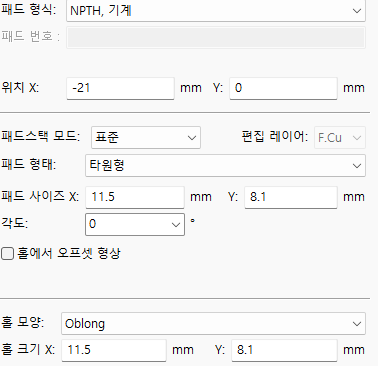 패드 형식: NPTH, 기계
패드 번호 :
위치 X: -21 mm Y: 0 mm
패드스택 모드: 표준 편집 레이어: F.Cu
패드 형태: 타원형
패드 사이즈 X: 11.5 mm Y: 8.1 mm
각도: 0 °
홀에서 오프셋 형상
홀 모양: Oblong
홀 크기 X: 11.5 mm Y: 8.1 mm